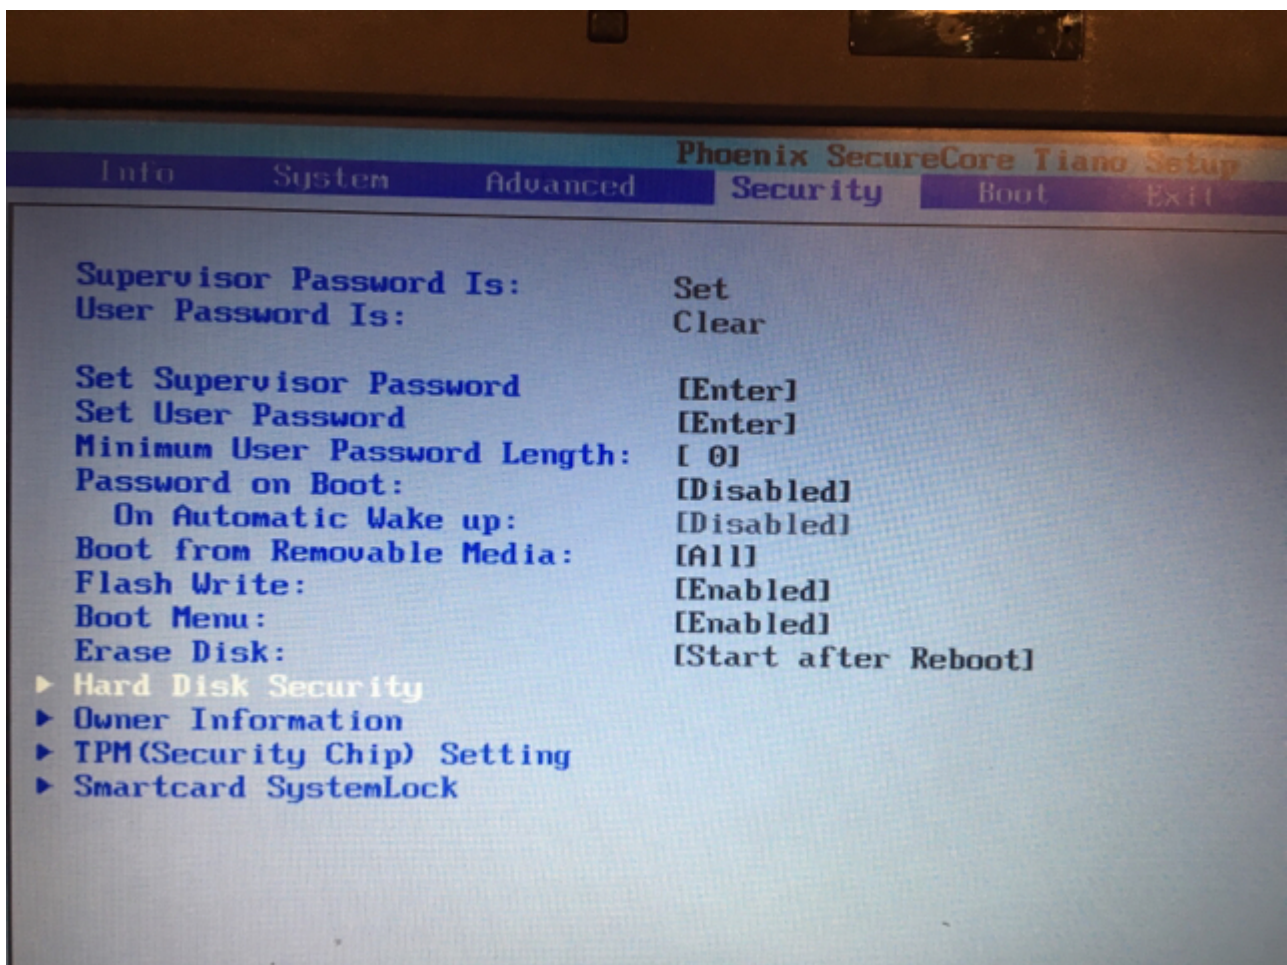 Phoenix SecureCore Tiano Setup
Info System Advanced Security Boot Exit
Supervisor Password Is: Set
User Password Is: Clear
Set Supervisor Password [Enter]
Set User Password [Enter]
Minimum User Password Length: [ 0]
Password on Boot: [Disabled]
On Automatic Wake up: [Disabled]
Boot from Removable Media: [All]
Flash Write: [Enabled]
Boot Menu: [Enabled]
Erase Disk: [Start after Reboot]
Hard Disk Security
Owner Information
TPM(Security Chip) Setting
Smartcard SystemLock